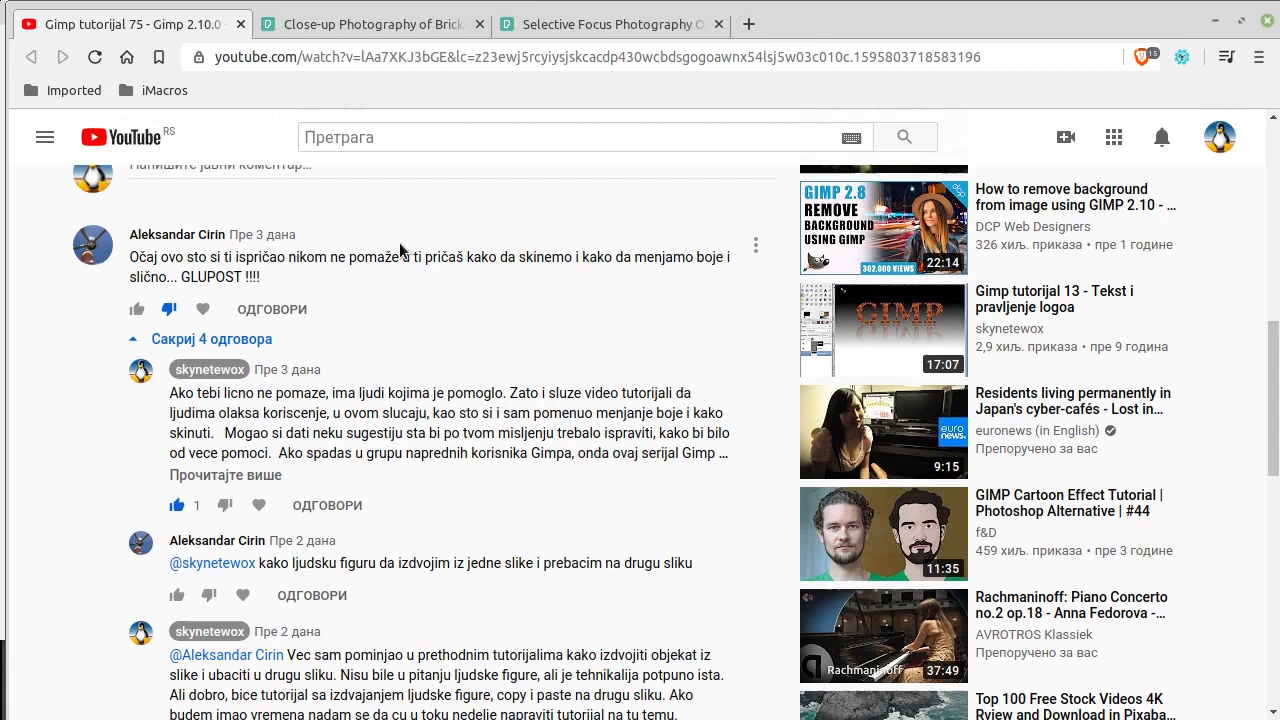 Gimp tutorijal 75 - Gimp 2.10.0
Close-up Photography of Brick
Selective Focus Photography O
youtube.com/watch?v=lAa7XKJ3bGE&lc=z23ewj5rcyiysjskcacdp430wcbdsgogoawnx54lsj5w03c010c.1595803718583196
15
Imported
iMacros
YouTube RS
Претрага
Напишите јавни коментар...
Aleksandar Cirin Пре 3 дана
Očaj ovo sto si ti ispričao nikom ne pomaže ti pričaš kako da skinemo i kako da menjamo boje i
slično... GLUPOST !!!!
ОДГОВОРИ
Сакриј 4 одговора
skynetewox Пре 3 дана
Ako tebi licno ne pomaze, ima ljudi kojima je pomoglo. Zato i sluze video tutorijali da
ljudima olaksa koriscenje, u ovom slucaju, kao sto si i sam pomenuo menjanje boje i kako
skinuti. Mogao si dati neku sugestiju sta bi po tvom misljenju trebalo ispraviti, kako bi bilo
od vece pomoci. Ako spadas u grupu naprednih korisnika Gimpa, onda ovaj serijal Gimp ...
Прочитајте више
1
ОДГОВОРИ
Aleksandar Cirin Пре 2 дана
@skynetewox kako ljudsku figuru da izdvojim iz jedne slike i prebacim na drugu sliku
ОДГОВОРИ
skynetewox Пре 2 дана
@Aleksandar Cirin Vec sam pominjao u prethodnim tutorijalima kako izdvojiti objekat iz
slike i ubaciti u drugu sliku. Nisu bile u pitanju ljudske figure, ali je tehnikalija potpuno ista.
Ali dobro, bice tutorijal sa izdvajanjem ljudske figure, copy i paste na drugu sliku. Ako
budem imao vremena nadam se da cu u toku nedelje napraviti tutorijal na tu temu.
GIMP 2.8
REMOVE
BACKGROUND
USING GIMP
302.000 VIEWS
22:14
How to remove background
from image using GIMP 2.10 - ...
DCP Web Designers
326 хиљ. приказа • пре 1 године
GIMP
17:07
Gimp tutorijal 13 - Tekst i
pravljenje logoa
skynetewox
2,9 хиљ. приказа • пре 9 година
euro
news.
9:15
Residents living permanently in
Japan's cyber-cafés - Lost in...
euronews (in English)
Препоручено за вас
11:35
GIMP Cartoon Effect Tutorial |
Photoshop Alternative | #44
f&D
459 хиљ. приказа • пре 3 године
Rachmaninoff
37:49
Rachmaninoff: Piano Concerto
no.2 op.18 - Anna Fedorova -...
AVROTROS Klassiek
Препоручено за вас
Top 100 Free Stock Videos 4K
Rview and Download in Pixaba...